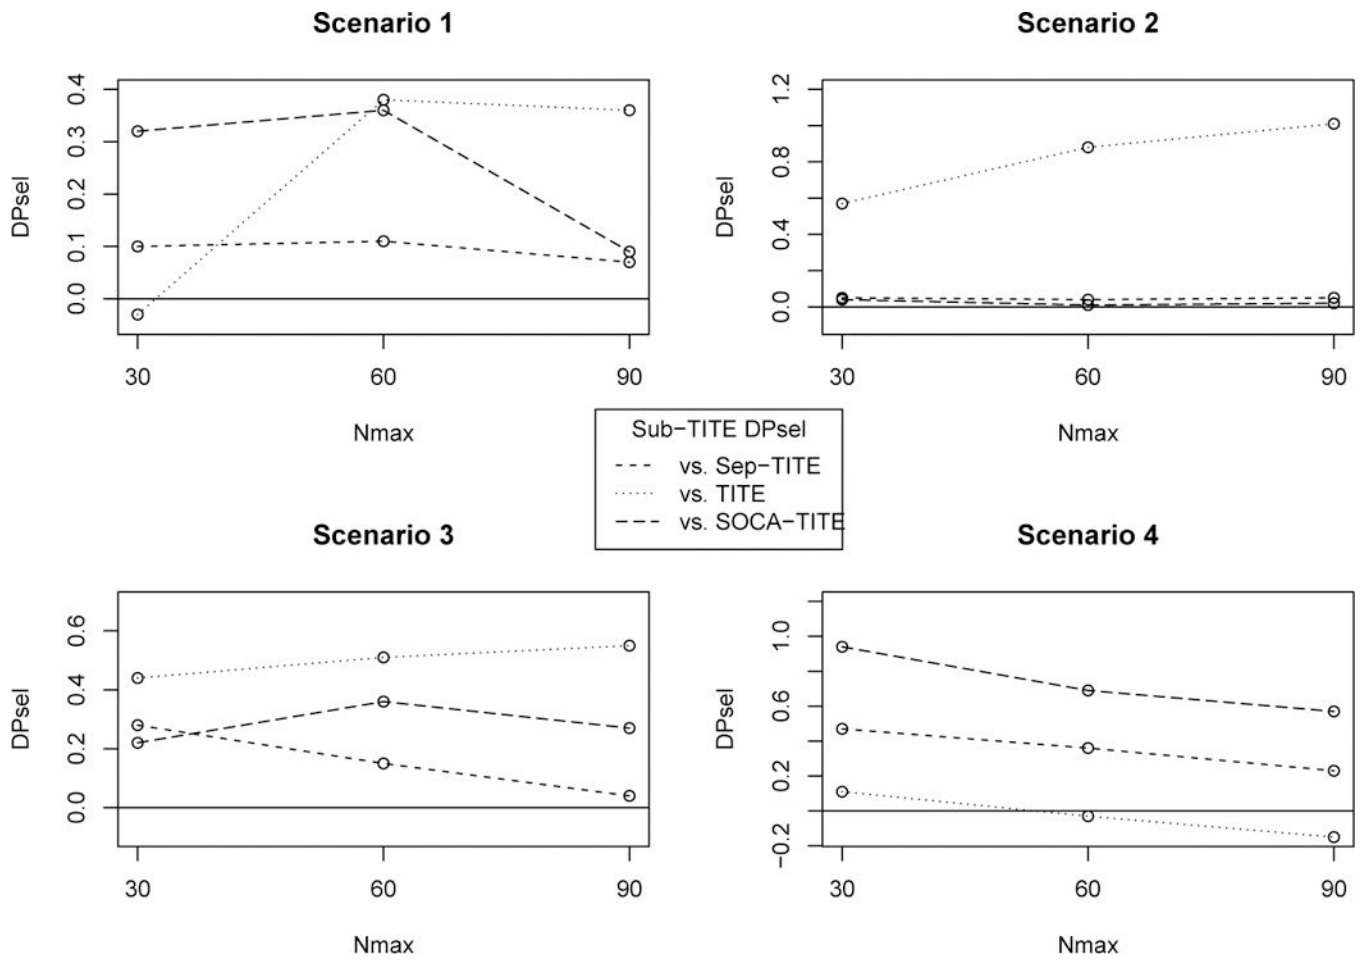 Scenario 1
DPsel
0.4
0.3
0.2
0.1
0.0
30 60 90
Nmax
Scenario 2
DPsel
1.2
0.8
0.4
0.0
30 60 90
Nmax
Sub−TITE DPsel
vs. Sep−TITE
vs. TITE
vs. SOCA−TITE
Scenario 3
DPsel
0.6
0.4
0.2
0.0
30 60 90
Nmax
Scenario 4
DPsel
1.0
0.6
0.2
−0.2
30 60 90
Nmax